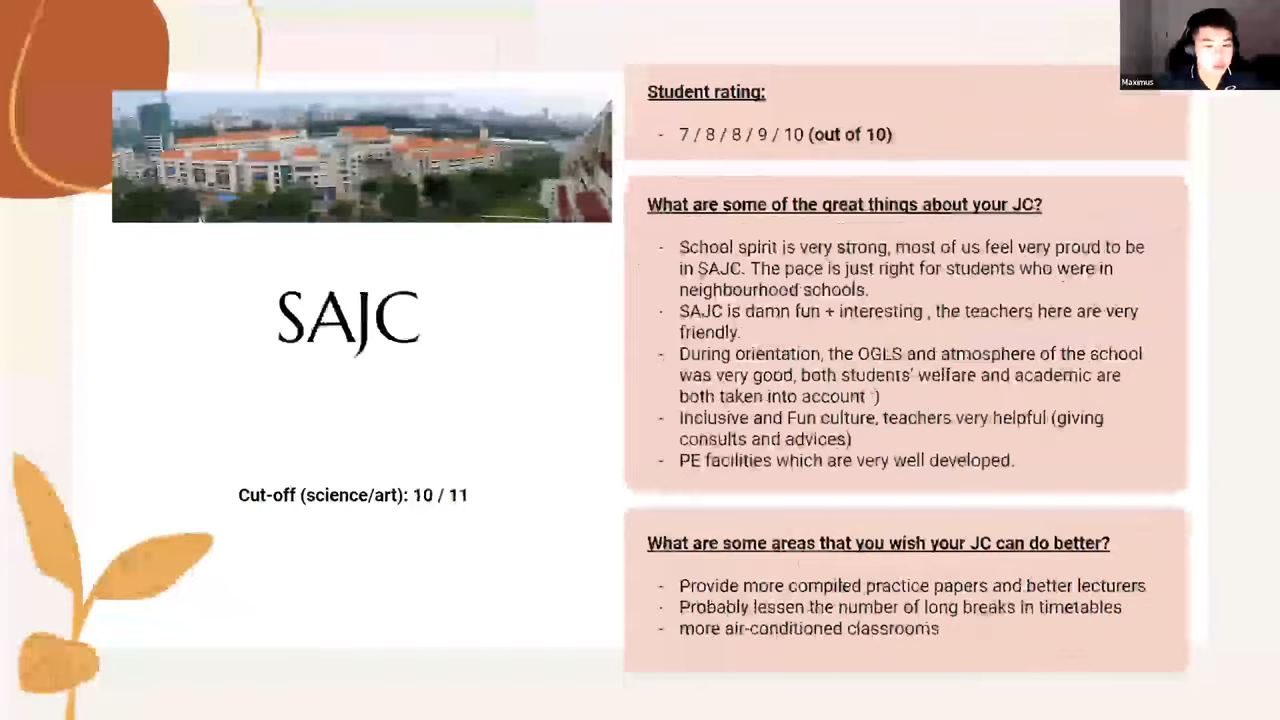 Maximus
Student rating:
- 7 / 8 / 8 / 9 / 10 (out of 10)
What are some of the great things about your JC?
- School spirit is very strong, most of us feel very proud to be
in SAJC. The pace is just right for students who were in
neighbourhood schools.
- SAJC is damn fun + interesting , the teachers here are very
friendly.
- During orientation, the OGLS and atmosphere of the school
was very good, both students' welfare and academic are
both taken into account :)
- Inclusive and Fun culture, teachers very helpful (giving
consults and advices)
- PE facilities which are very well developed.
SAJC
Cut-off (science/art): 10 / 11
What are some areas that you wish your JC can do better?
- Provide more compiled practice papers and better lecturers
- Probably lessen the number of long breaks in timetables
- more air-conditioned classrooms